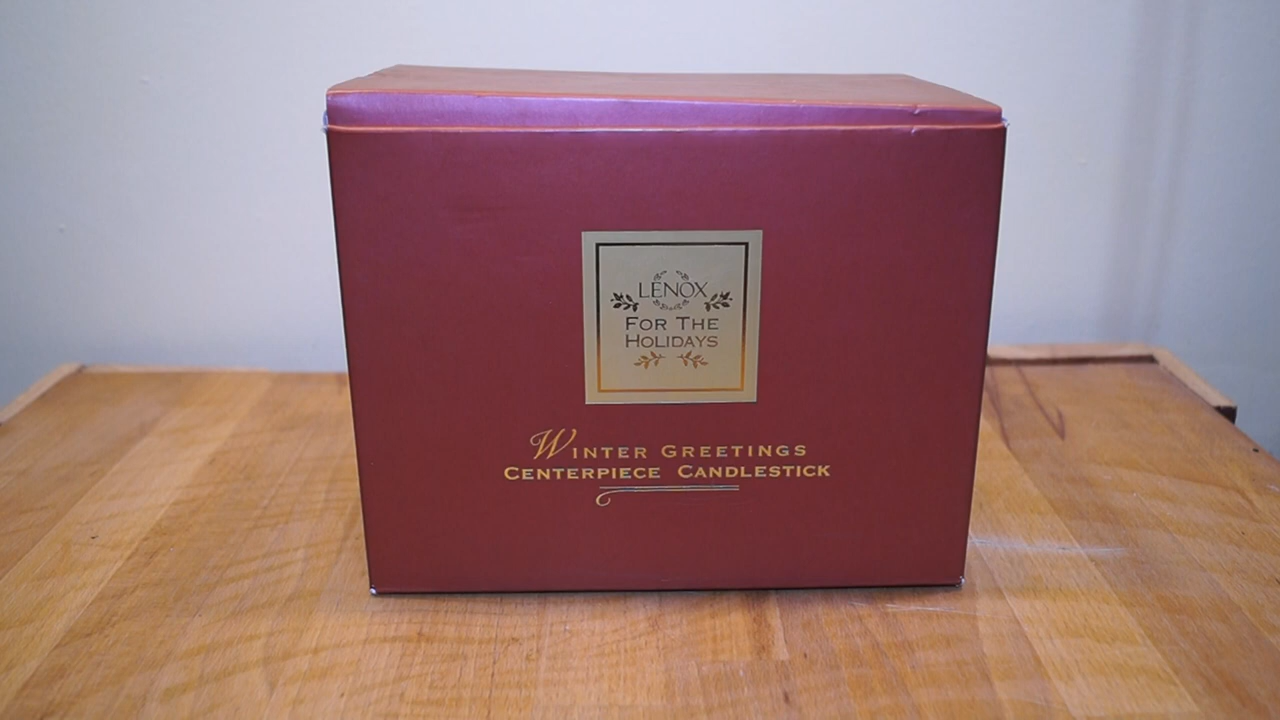 LENOX
FOR THE
HOLIDAYS
WINTER GREETINGS
CENTERPIECE CANDLESTICK